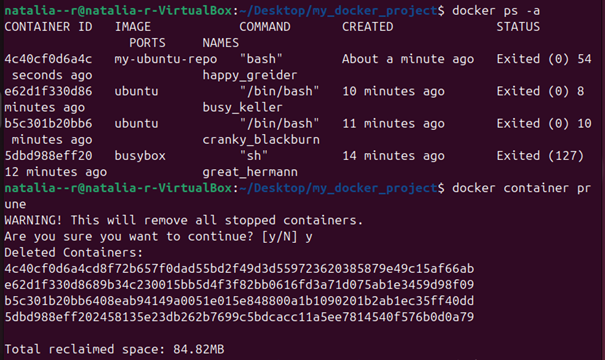 natalia--r@natalia-r-VirtualBox:~/Desktop/my_docker_project$ docker ps -a
CONTAINER ID   IMAGE            COMMAND       CREATED              STATUS
                  PORTS     NAMES
4c40cf0d6a4c   my-ubuntu-repo   "bash"        About a minute ago   Exited (0) 54
 seconds ago                happy_greider
e62d1f330d86   ubuntu           "/bin/bash"   10 minutes ago       Exited (0) 8
minutes ago                 busy_keller
b5c301b20bb6   ubuntu           "/bin/bash"   11 minutes ago       Exited (0) 10
 minutes ago                cranky_blackburn
5dbd988eff20   busybox          "sh"          14 minutes ago       Exited (127)
12 minutes ago              great_hermann
natalia--r@natalia-r-VirtualBox:~/Desktop/my_docker_project$ docker container pr
une
WARNING! This will remove all stopped containers.
Are you sure you want to continue? [y/N] y
Deleted Containers:
4c40cf0d6a4cd8f72b657f0dad55bd2f49d3d559723620385879e49c15af66ab
e62d1f330d8689b34c230015bb5d4f3f82bb0616fd3a71d075ab1e3459d98f09
b5c301b20bb6408eab94149a0051e015e848800a1b1090201b2ab1ec35ff40dd
5dbd988eff202458135e23db262b7699c5bdcacc11a5ee7814540f576b0d0a79

Total reclaimed space: 84.82MB